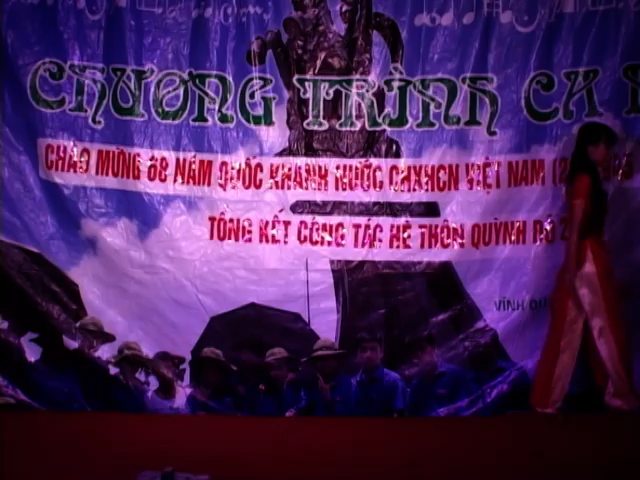 CHƯƠNG TRÌNH CA
CHÀO MỪNG 68 NĂM QUỐC KHÁNH NƯỚC CHXHCN VIỆT NAM
TỔNG KẾT CÔNG TÁC HÈ THÔN QUỲNH ĐÔ
VĨNH